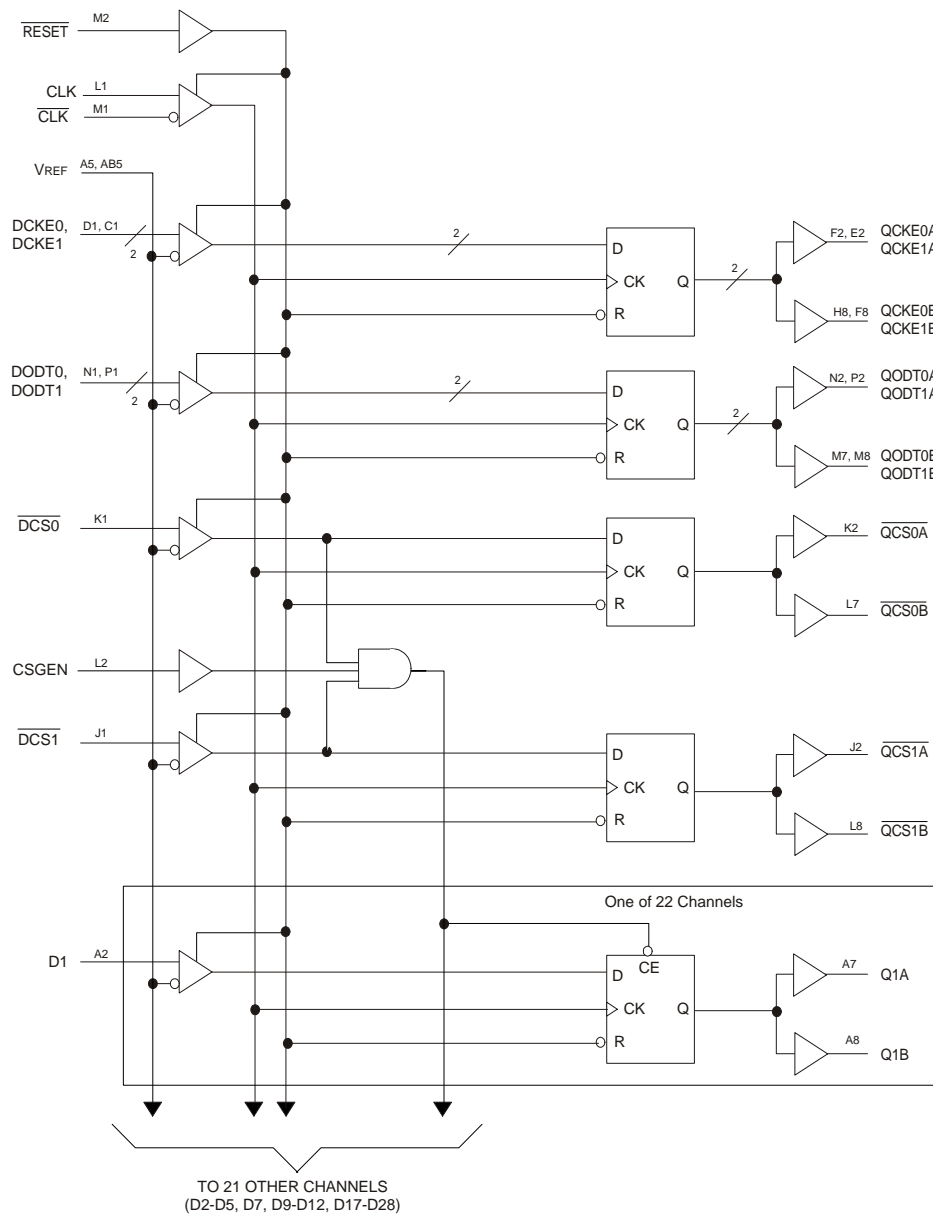 RESET M2
CLK L1
CLK M1
VREF A5, AB5
DCKE0, D1, C1
DCKE1 2
2
D
CK Q
R
2
F2, E2 QCKE0A
QCKE1A
H8, F8 QCKE0B
QCKE1B
DODT0, N1, P1
DODT1 2
2
D
CK Q
R
2
N2, P2 QODT0A
QODT1A
M7, M8 QODT0B
QODT1B
DCS0 K1
D
CK Q
R
K2 QCS0A
L7 QCS0B
CSGEN L2
DCS1 J1
D
CK Q
R
J2 QCS1A
L8 QCS1B
One of 22 Channels
D1 A2
CE
D
CK Q
R
A7 Q1A
A8 Q1B
TO 21 OTHER CHANNELS
(D2-D5, D7, D9-D12, D17-D28)